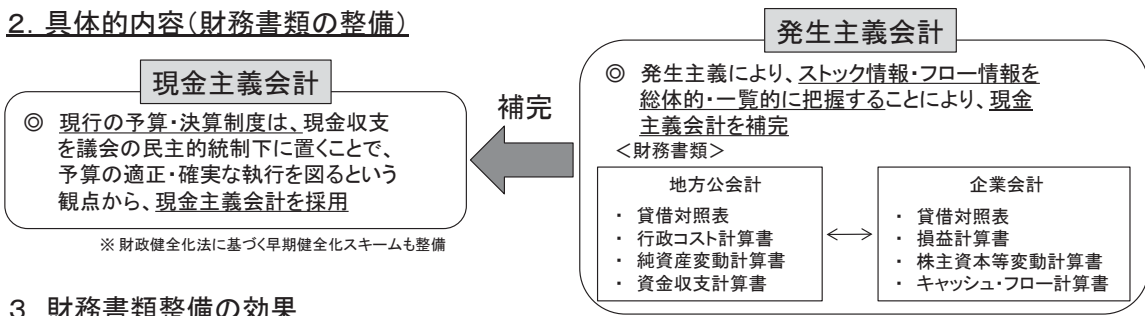 2．具体的内容（財務書類の整備）
現金主義会計
◎ 現行の予算・決算制度は、現金収支
を議会の民主的統制下に置くことで、
予算の適正・確実な執行を図るという
観点から、現金主義会計を採用
※ 財政健全化法に基づく早期健全化スキームも整備
補完
発生主義会計
◎ 発生主義により、ストック情報・フロー情報を
総体的・一覧的に把握することにより、現金
主義会計を補完
＜財務書類＞
地方公会計
・ 貸借対照表
・ 行政コスト計算書
・ 純資産変動計算書
・ 資金収支計算書
企業会計
・ 貸借対照表
・ 損益計算書
・ 株主資本等変動計算書
・ キャッシュ・フロー計算書
3．財務書類整備の効果